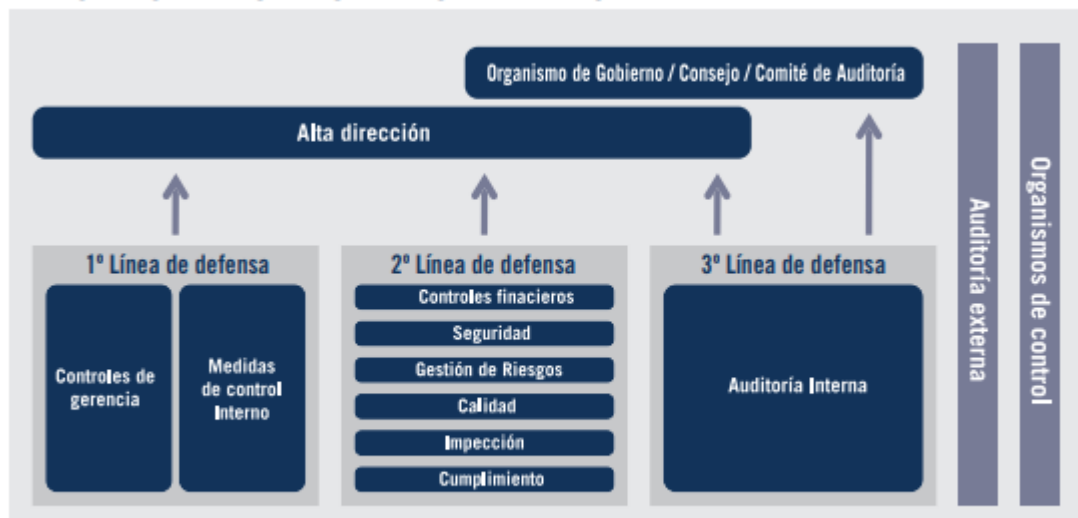 Organismo de Gobierno / Consejo / Comité de Auditoría
Alta dirección
1º Línea de defensa
Controles de
gerencia
Medidas
de control
Interno
2º Línea de defensa
Controles finacieros
Seguridad
Gestión de Riesgos
Calidad
Impección
Cumplimiento
3º Línea de defensa
Auditoría Interna
Auditoría externa
Organismos de control